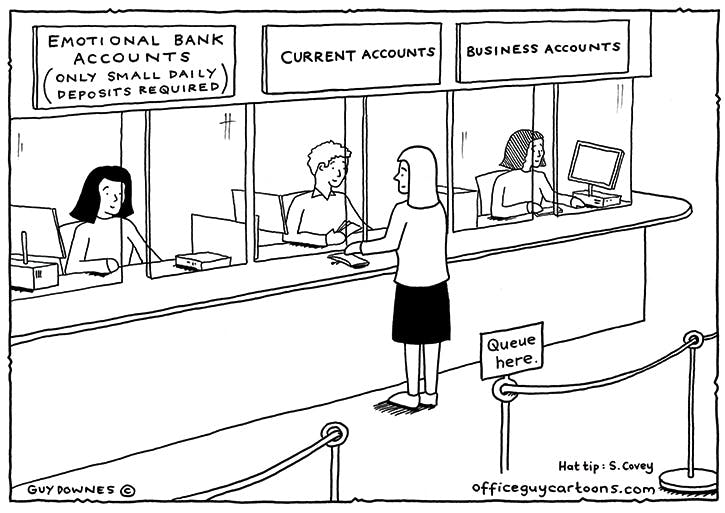 EMOTIONAL BANK
ACCOUNTS
(ONLY SMALL DAILY
DEPOSITS REQUIRED)
CURRENT ACCOUNTS
BUSINESS ACCOUNTS
Queue
here.
Hat tip: S. Covey
GUY DOWNES ©
officeguycartoons.com